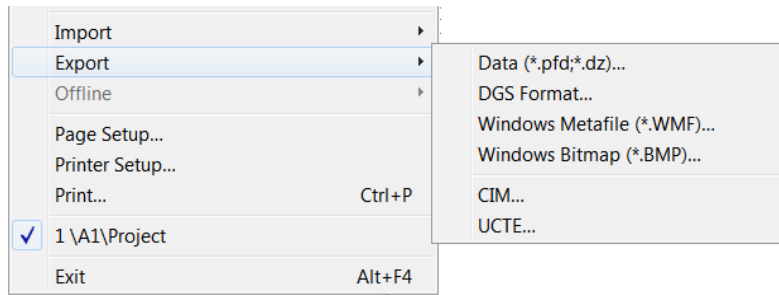 Import
Export
Offline
Page Setup...
Printer Setup...
Print... Ctrl+P
1 \A1\Project
Exit Alt+F4
Data (*.pfd;*.dz)...
DGS Format...
Windows Metafile (*.WMF)...
Windows Bitmap (*.BMP)...
CIM...
UCTE...